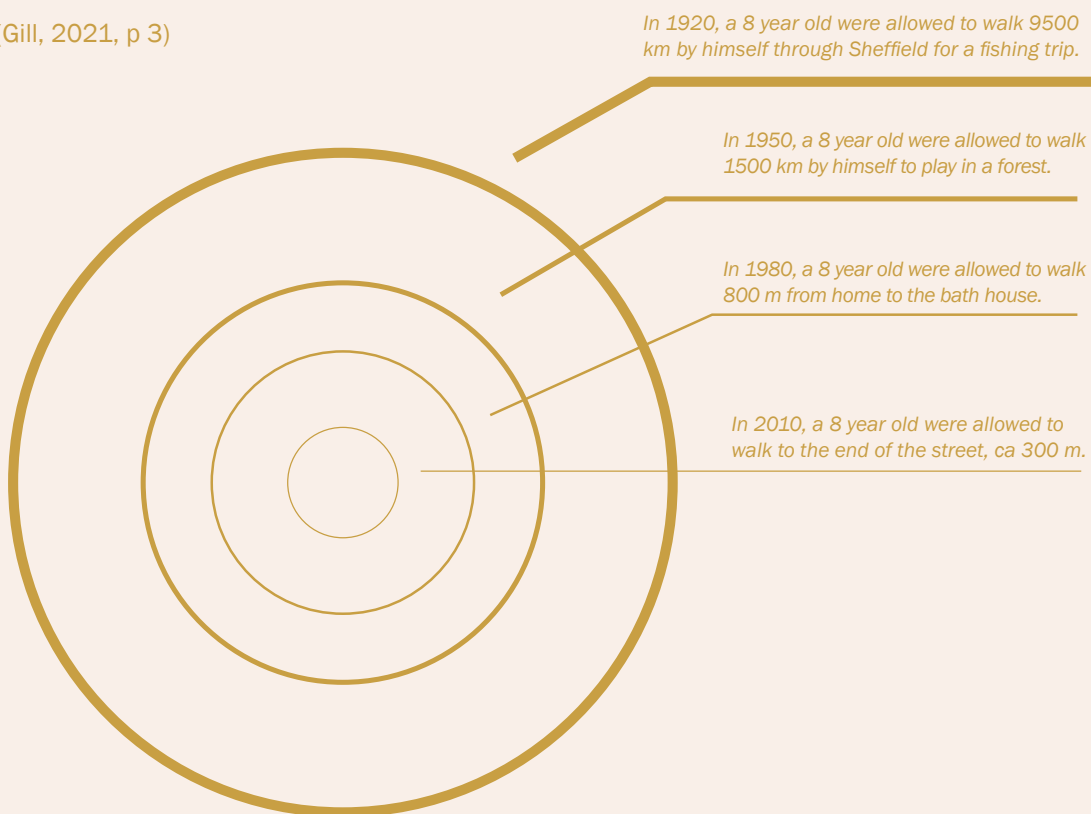 (Gill, 2021, p 3)
In 1920, a 8 year old were allowed to walk 9500
km by himself through Sheffield for a fishing trip.
In 1950, a 8 year old were allowed to walk
1500 km by himself to play in a forest.
In 1980, a 8 year old were allowed to walk
800 m from home to the bath house.
In 2010, a 8 year old were allowed to
walk to the end of the street, ca 300 m.